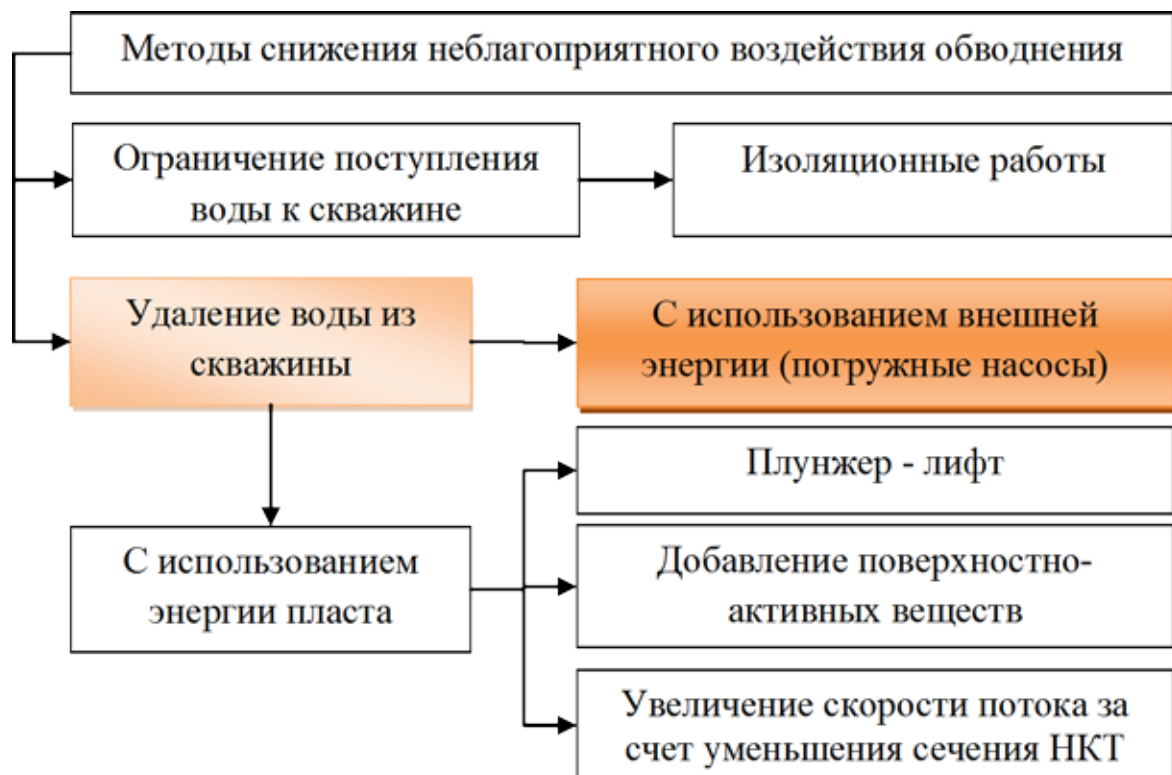 Методы снижения неблагоприятного воздействия обводнения
Ограничение поступления
воды к скважине
Изоляционные работы
Удаление воды из
скважины
С использованием внешней
энергии (погружные насосы)
Плунжер - лифт
С использованием
энергии пласта
Добавление поверхностно-
активных веществ
Увеличение скорости потока за
счет уменьшения сечения НКТ